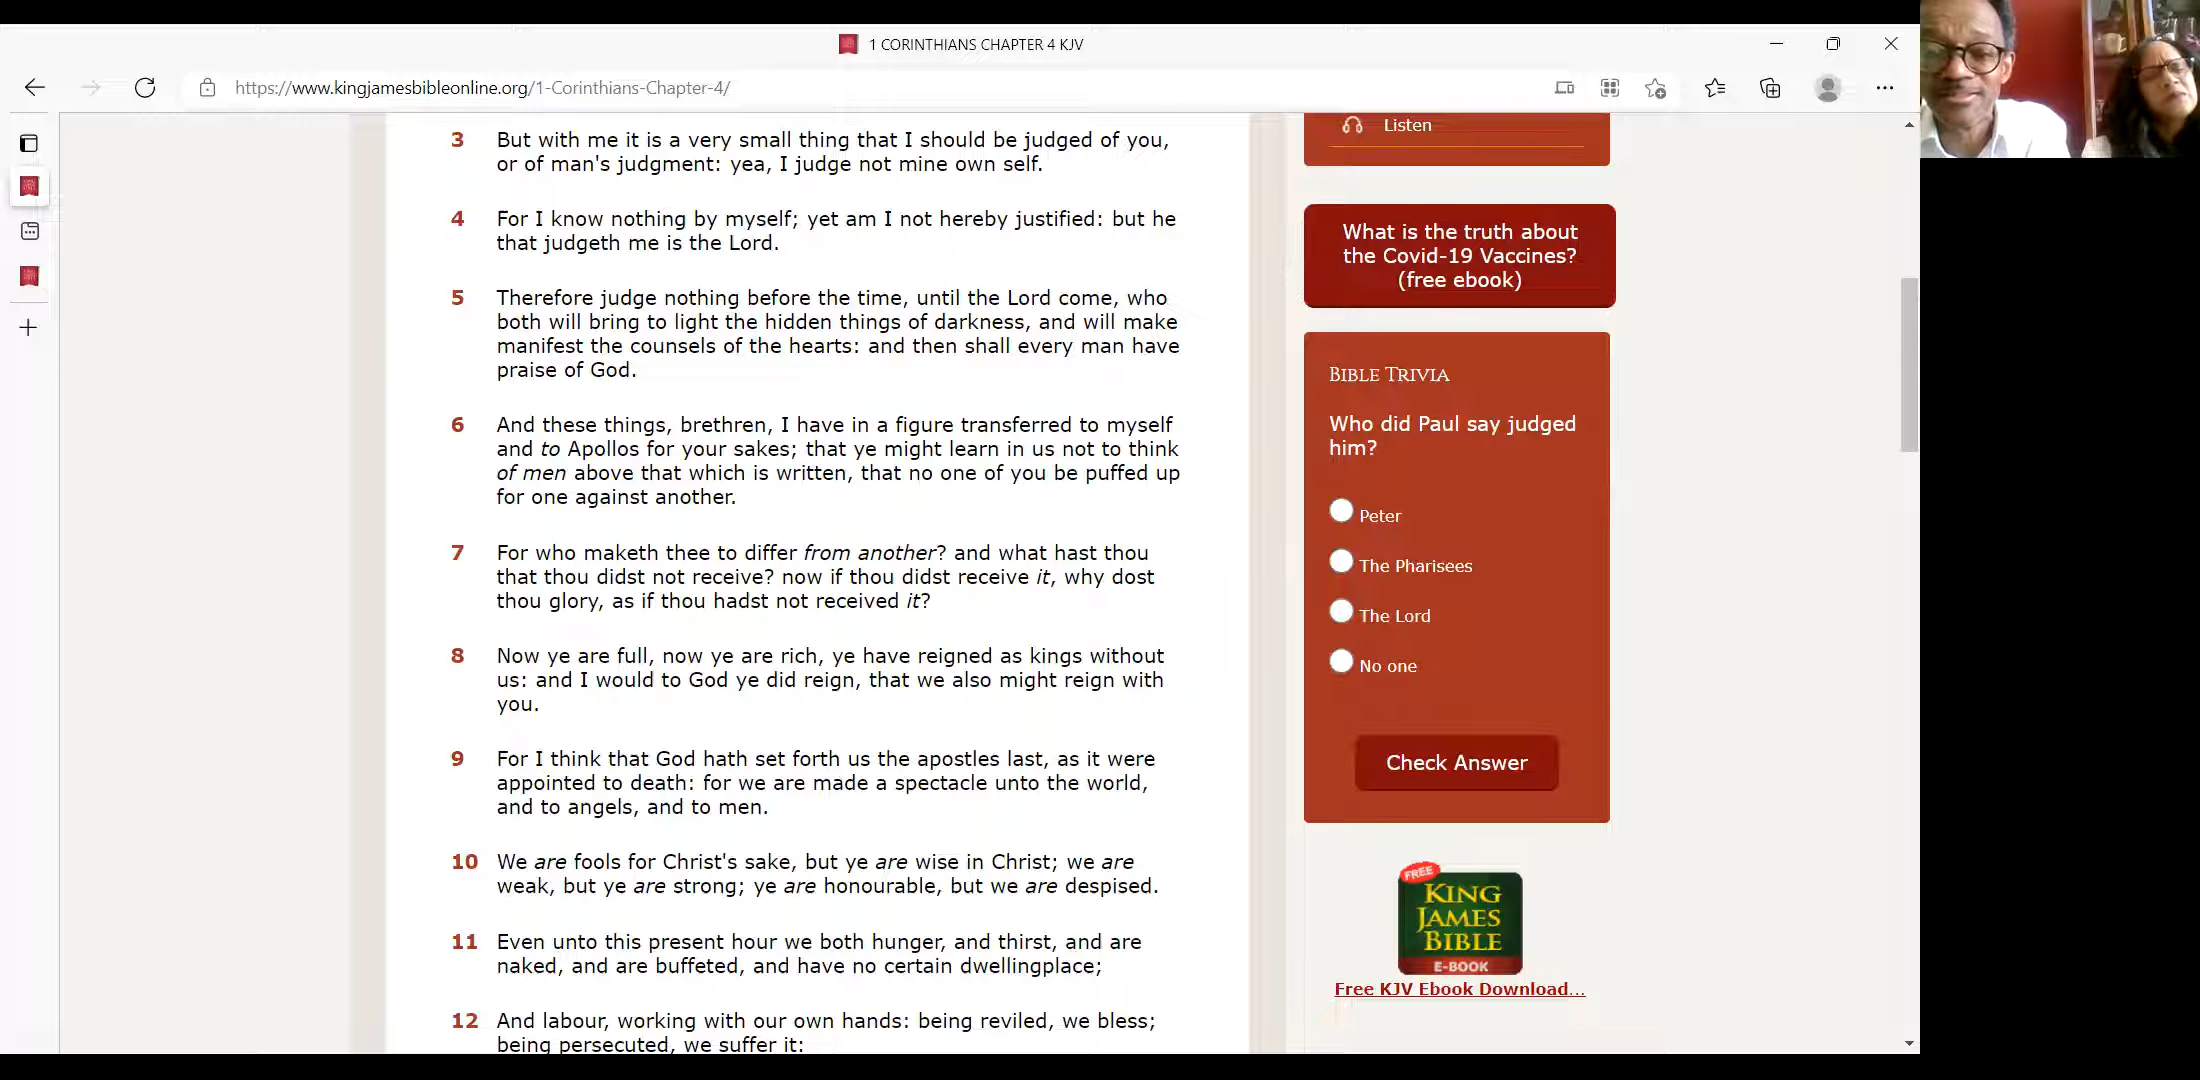 1 CORINTHIANS CHAPTER 4 KJV
https://www.kingjamesbibleonline.org/1-Corinthians-Chapter-4/
3 But with me it is a very small thing that I should be judged of you,
or of man's judgment: yea, I judge not mine own self.
4 For I know nothing by myself; yet am I not hereby justified: but he
that judgeth me is the Lord.
5 Therefore judge nothing before the time, until the Lord come, who
both will bring to light the hidden things of darkness, and will make
manifest the counsels of the hearts: and then shall every man have
praise of God.
6 And these things, brethren, I have in a figure transferred to myself
and to Apollos for your sakes; that ye might learn in us not to think
of men above that which is written, that no one of you be puffed up
for one against another.
7 For who maketh thee to differ from another? and what hast thou
that thou didst not receive? now if thou didst receive it, why dost
thou glory, as if thou hadst not received it?
8 Now ye are full, now ye are rich, ye have reigned as kings without
us: and I would to God ye did reign, that we also might reign with
you.
9 For I think that God hath set forth us the apostles last, as it were
appointed to death: for we are made a spectacle unto the world,
and to angels, and to men.
10 We are fools for Christ's sake, but ye are wise in Christ; we are
weak, but ye are strong; ye are honourable, but we are despised.
11 Even unto this present hour we both hunger, and thirst, and are
naked, and are buffeted, and have no certain dwellingplace;
12 And labour, working with our own hands: being reviled, we bless;
being persecuted, we suffer it:
Listen
What is the truth about
the Covid-19 Vaccines?
(free ebook)
BIBLE TRIVIA
Who did Paul say judged
him?
Peter
The Pharisees
The Lord
No one
Check Answer
FREE
KING
JAMES
BIBLE
E-BOOK
Free KJV Ebook Download...